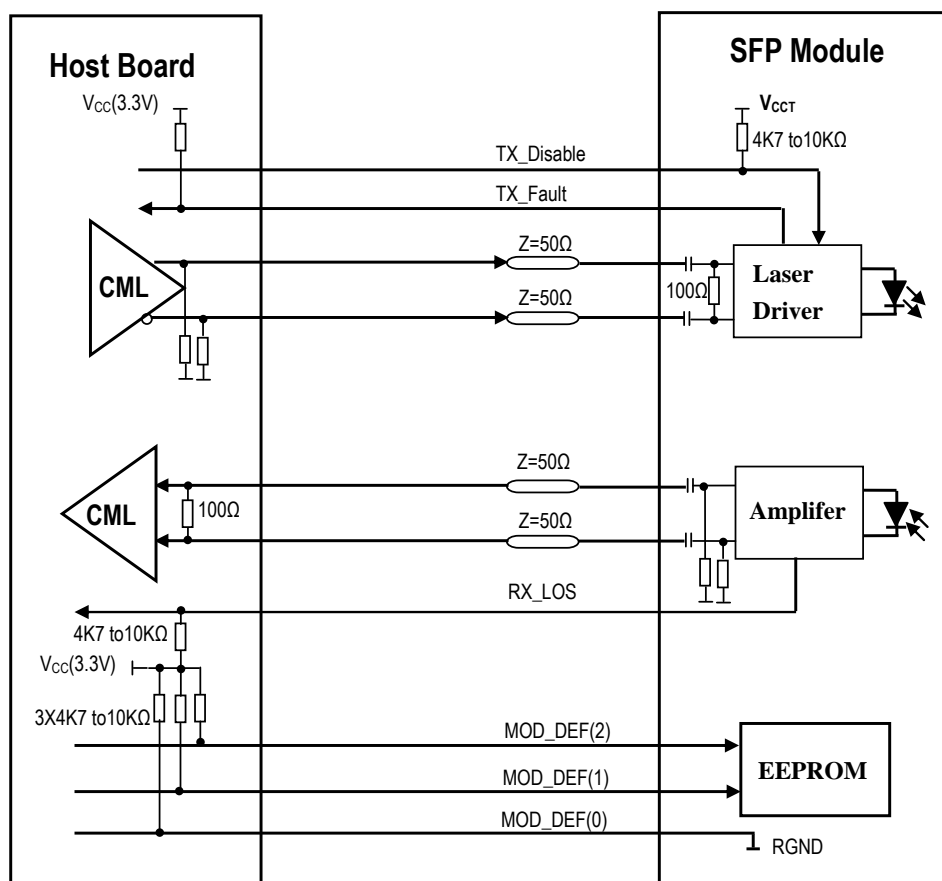 Host Board
SFP Module
VCC(3.3V)
VCCT
4K7 to10KΩ
TX_Disable
TX_Fault
CML
Z=50Ω
Z=50Ω
100Ω
Laser
Driver
CML
100Ω
Z=50Ω
Z=50Ω
Amplifer
RX_LOS
4K7 to10KΩ
VCC(3.3V)
3X4K7 to10KΩ
MOD_DEF(2)
MOD_DEF(1)
EEPROM
MOD_DEF(0)
RGND